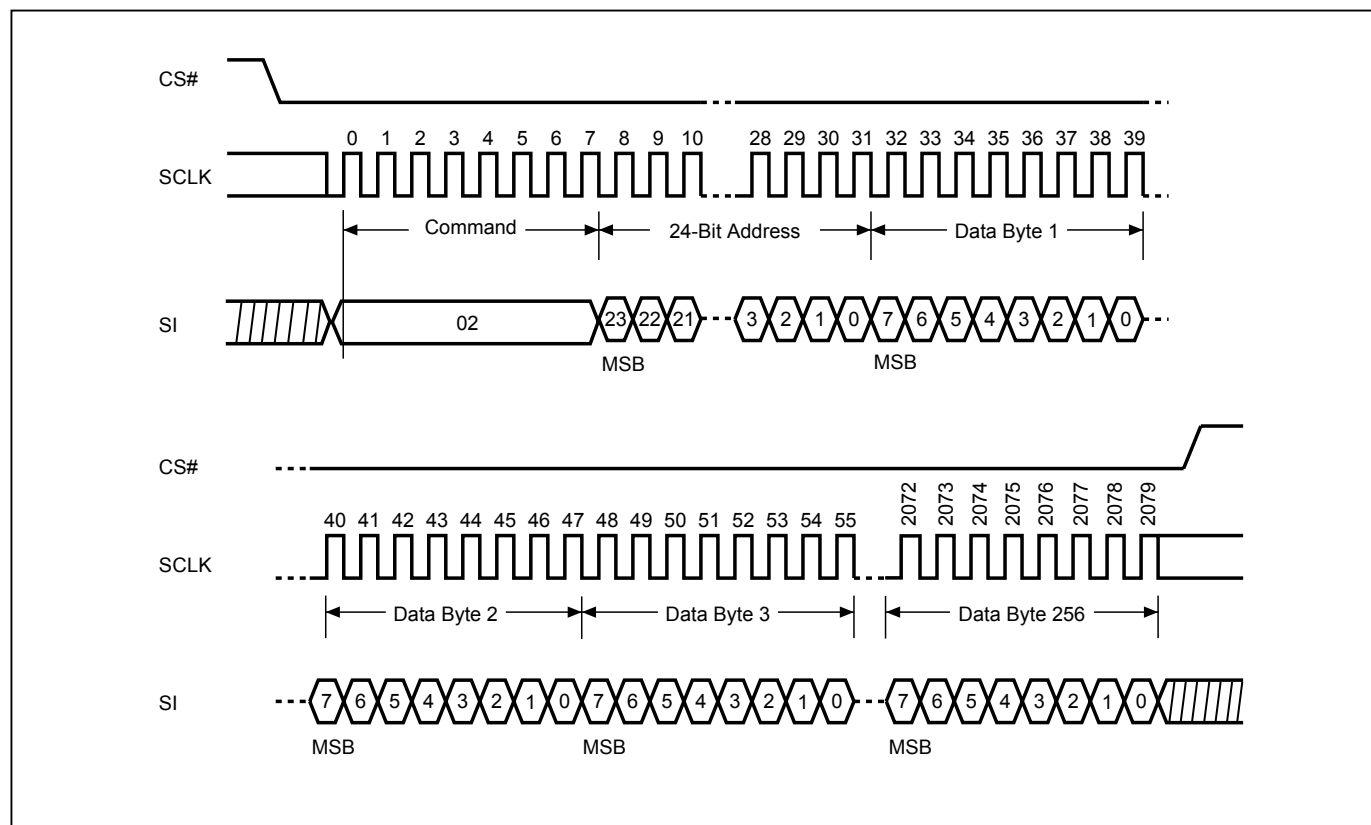 CS#
0 1 2 3 4 5 6 7 8 9 10 28 29 30 31 32 33 34 35 36 37 38 39
SCLK
Command 24-Bit Address Data Byte 1
SI 02 23 22 21 3 2 1 0 7 6 5 4 3 2 1 0
MSB MSB
CS#
40 41 42 43 44 45 46 47 48 49 50 51 52 53 54 55 2072 2073 2074 2075 2076 2077 2078 2079
SCLK
Data Byte 2 Data Byte 3 Data Byte 256
SI 7 6 5 4 3 2 1 0 7 6 5 4 3 2 1 0 7 6 5 4 3 2 1 0
MSB MSB MSB